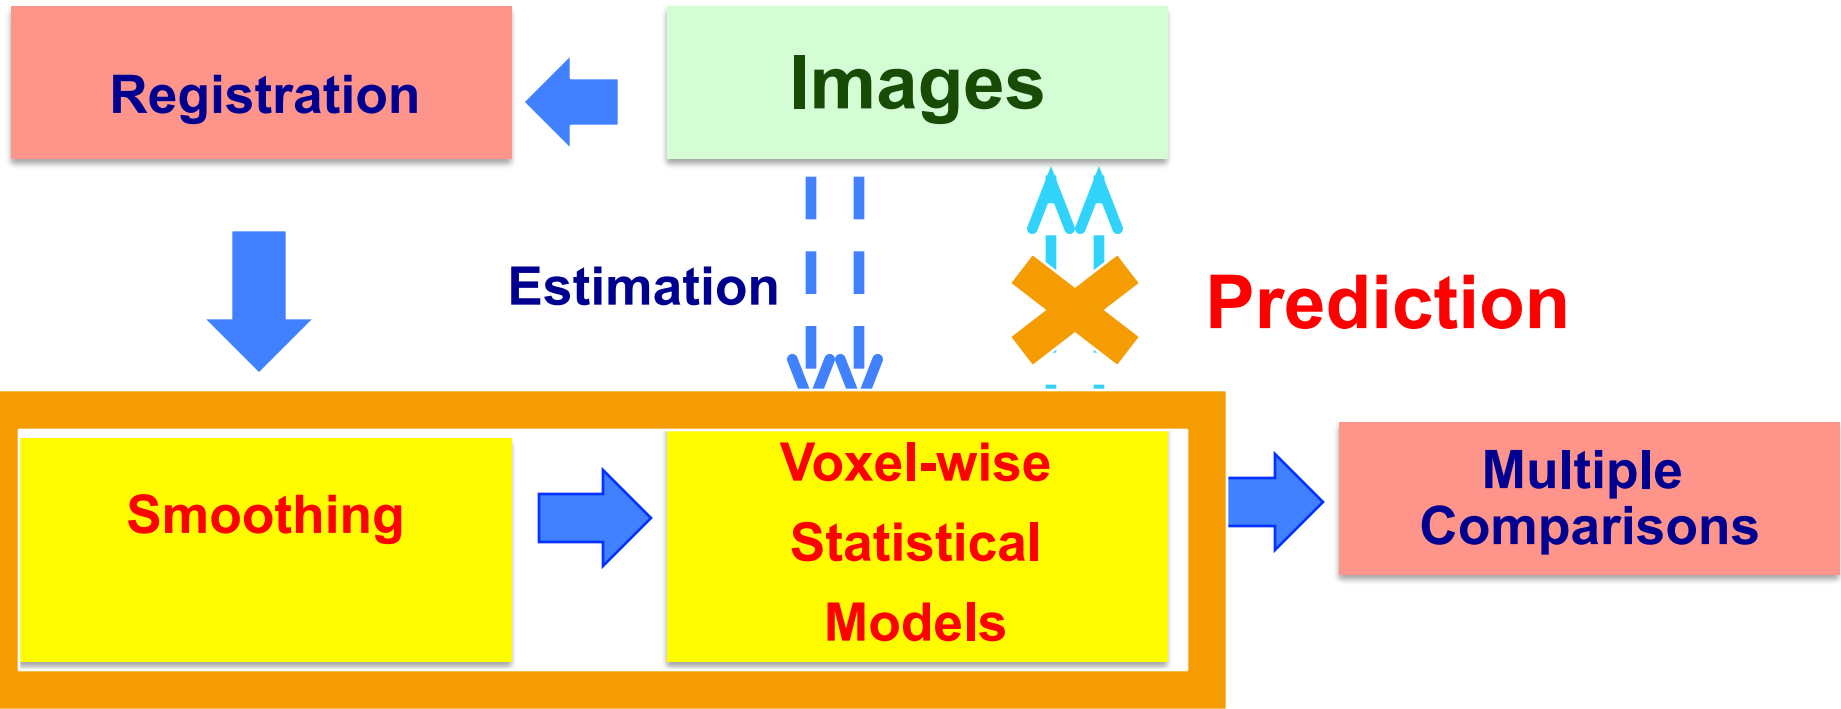 Registration
Images
Estimation
Prediction
Smoothing
Voxel-wise
Statistical
Models
Multiple
Comparisons